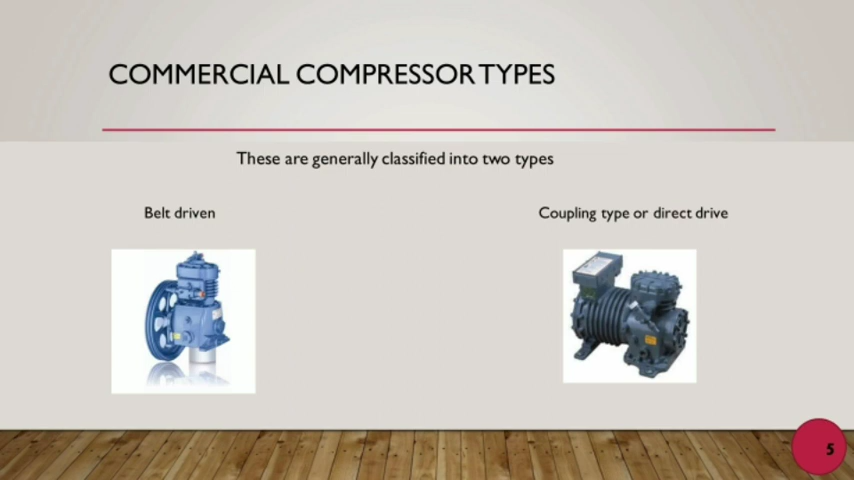 COMMERCIAL COMPRESSOR TYPES
These are generally classified into two types
Belt driven
Coupling type or direct drive
5